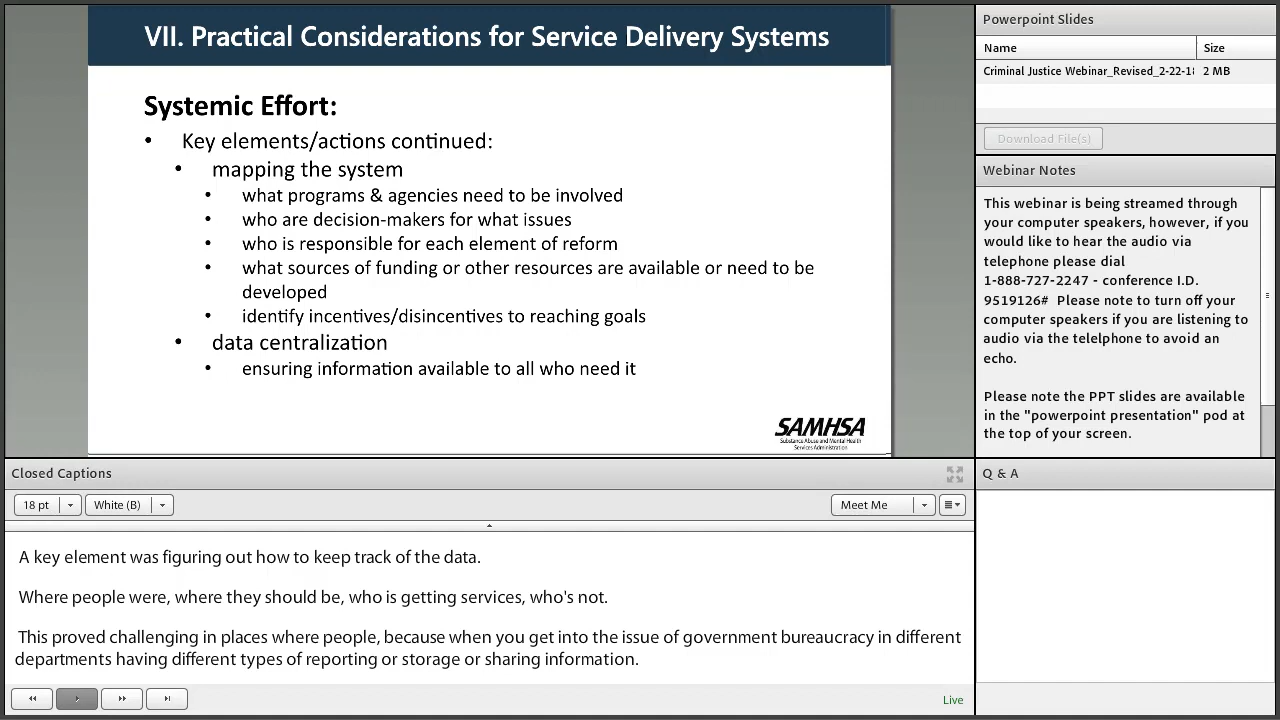 VII. Practical Considerations for Service Delivery Systems
Systemic Effort:
• Key elements/actions continued:
• mapping the system
• what programs & agencies need to be involved
• who are decision-makers for what issues
• who is responsible for each element of reform
• what sources of funding or other resources are available or need to be
developed
• identify incentives/disincentives to reaching goals
• data centralization
• ensuring information available to all who need it
SAMHSA
Substance Abuse and Mental Health
Services Administration
Powerpoint Slides
Name Size
Criminal Justice Webinar_Revised_2-22-18 2 MB
Download File(s)
Webinar Notes
This webinar is being streamed through
your computer speakers, however, if you
would like to hear the audio via
telephone please dial
1-888-727-2247 - conference I.D.
9519126# Please note to turn off your
computer speakers if you are listening to
audio via the telelphone to avoid an
echo.
Please note the PPT slides are available
in the "powerpoint presentation" pod at
the top of your screen.
Closed Captions
18 pt White (B) Meet Me
A key element was figuring out how to keep track of the data.
Where people were, where they should be, who is getting services, who's not.
This proved challenging in places where people, because when you get into the issue of government bureaucracy in different
departments having different types of reporting or storage or sharing information.
Live
Q & A